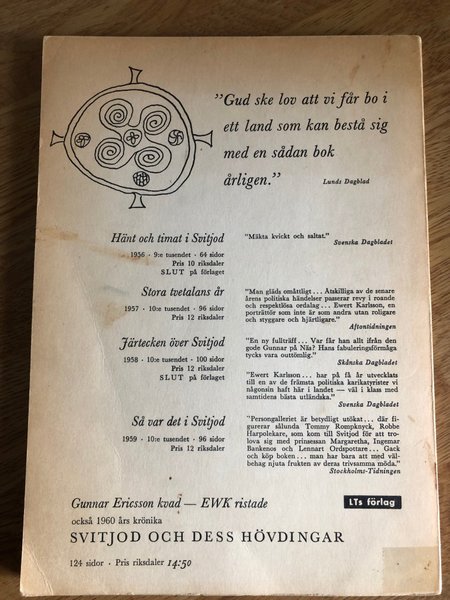 ”Gud ske lov att vi får bo i
ett land som kan bestå sig
med en sådan bok
årligen.” Lunds Dagblad
Hänt och timat i Svitjod
1956 · 9:e tusendet · 64 sidor
Pris 10 riksdaler
SLUT på förlaget
”Mäkta kvickt och saltat.”
Svenska Dagbladet
Stora tvetalans år
1957 · 10:e tusendet · 96 sidor
Pris 12 riksdaler
”Man gläds omåttligt... Åtskilliga av de senare
årens politiska händelser passerar revy i roande
och respektlösa ordalag... Ewert Karlsson, en
porträttör som inte är som andra utan roligare
och styggare och hjärtligare.”
Aftontidningen
Järtecken över Svitjod
1958 · 10:e tusendet · 100 sidor
Pris 12 riksdaler
SLUT på förlaget
”En ny fullträff... Var får han allt ifrån den
gode Gunnar på Näs? Hans fabuleringsförmåga
tycks vara outtömlig.”
Skånska Dagbladet
”Ewert Karlsson... har på få år utvecklats
till en av de främsta politiska karikatyrister vi
någonsin haft här i landet — väl i klass med
samtidens bästa utländska.”
Svenska Dagbladet
Så var det i Svitjod
1959 · 10:e tusendet · 96 sidor
Pris 12 riksdaler
”Persongalleriet är betydligt utökat... där fi-
gurerar sålunda Tommy Rompknyck, Robbe
Harpolekare, som kom till Svitjod för att tro-
lova sig med prinsessan Margaretha, Ingemar
Bankenos och Lennart Ordspottare... Gack
och köp boken... man har bara att med väl-
behag njuta frukten av deras trivsamma möda.”
Stockholms-Tidningen
Gunnar Ericsson kvad — EWK ristade
LTs förlag
också 1960 års krönika
SVITJOD OCH DESS HÖVDINGAR
124 sidor · Pris riksdaler 14:50